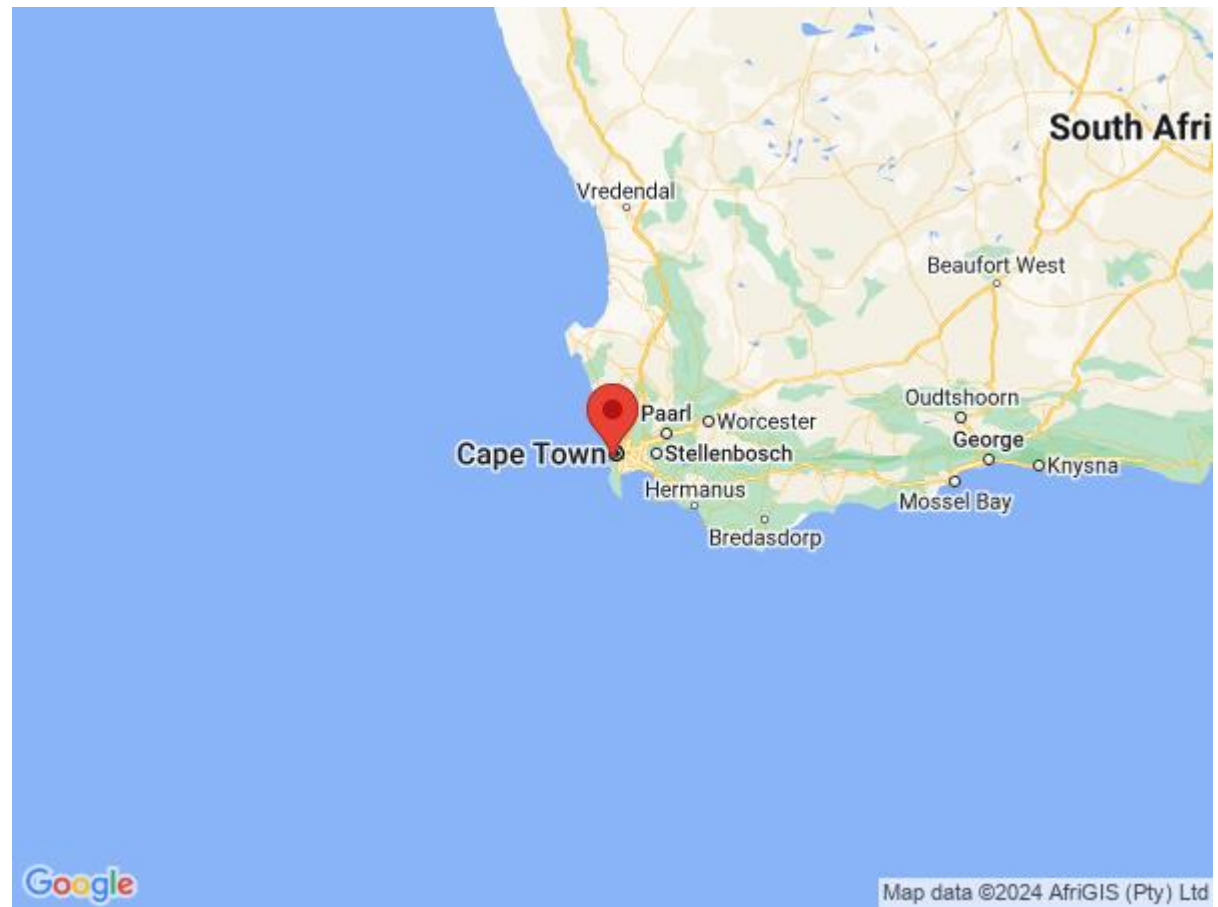 South Afri
Vredendal
Beaufort West
Oudtshoorn
Paarl
Worcester
George
Cape Town
Stellenbosch
Knysna
Hermanus
Mossel Bay
Bredasdorp
Google
Map data ©2024 AfriGIS (Pty) Ltd